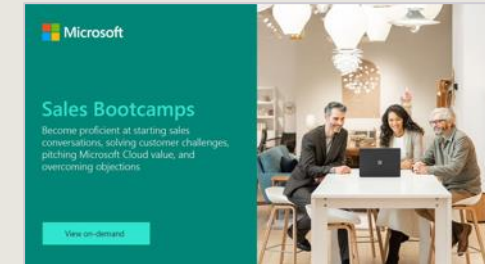 Microsoft
Sales Bootcamps
Become proficient at starting sales
conversations, solving customer challenges,
pitching Microsoft Cloud value, and
overcoming objections
View on-demand